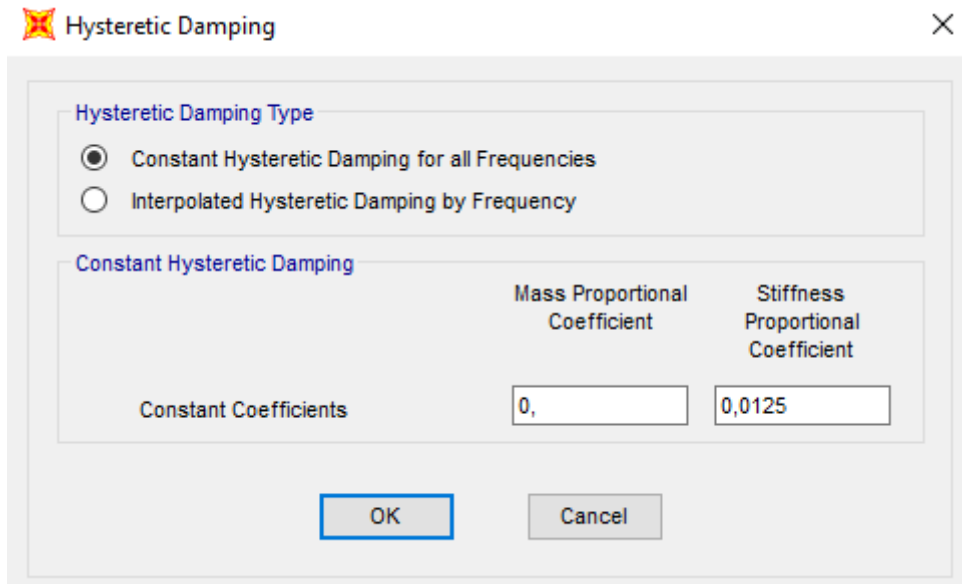 Hysteretic Damping
Hysteretic Damping Type
Constant Hysteretic Damping for all Frequencies
Interpolated Hysteretic Damping by Frequency
Constant Hysteretic Damping
Mass Proportional
Coefficient
Stiffness
Proportional
Coefficient
Constant Coefficients
0,
0,0125
OK
Cancel